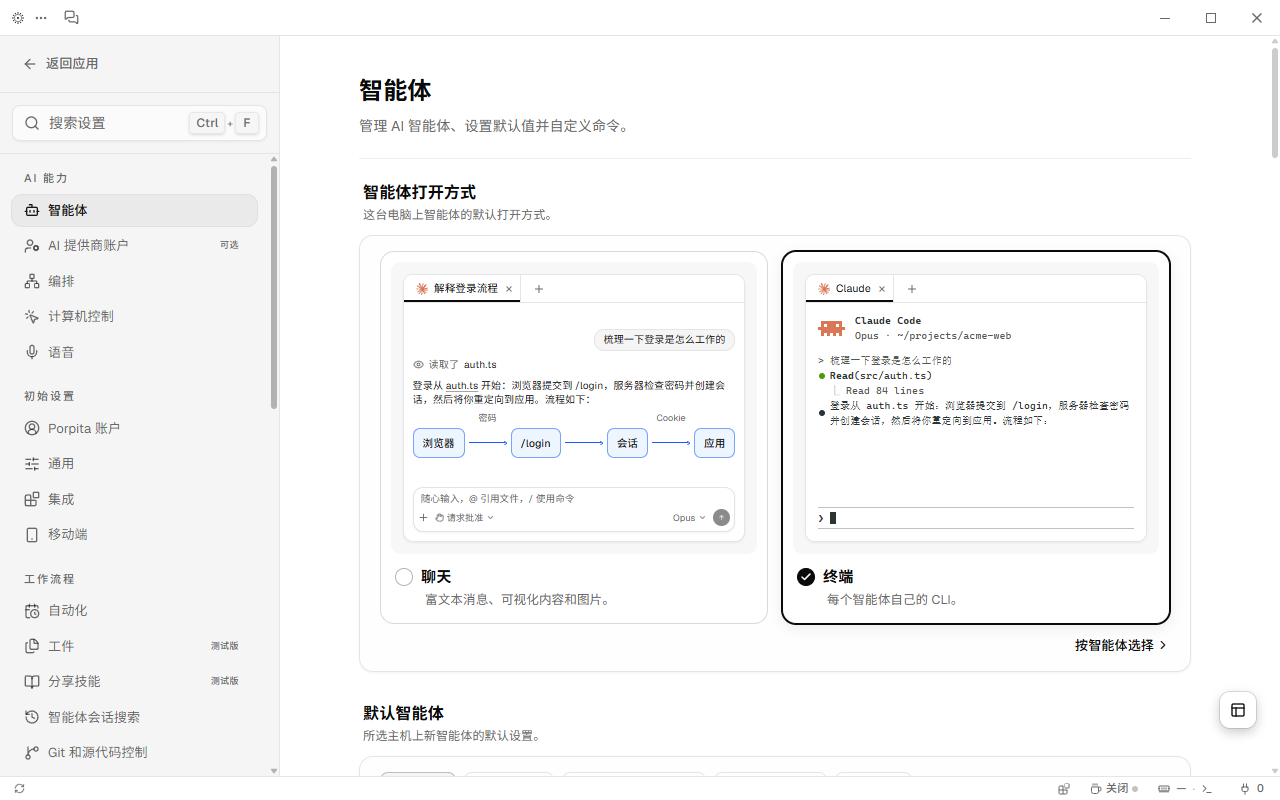 返回应用
搜索设置 Ctrl + F
AI 能力
智能体
AI 提供商账户 可选
编排
计算机控制
语音
初始设置
Porpita 账户
通用
集成
移动端
工作流程
自动化
工件 测试版
分享技能 测试版
智能体会话搜索
Git 和源代码控制
智能体
管理 AI 智能体、设置默认值并自定义命令。
智能体打开方式
这台电脑上智能体的默认打开方式。
解释登录流程
梳理一下登录是怎么工作的
读取了 auth.ts
登录从 auth.ts 开始：浏览器提交到 /login，服务器检查密码并创建会
话，然后将你重定向到应用。流程如下：
密码 Cookie
浏览器 /login 会话 应用
随心输入，@ 引用文件，/ 使用命令
请求批准 Opus
聊天
富文本消息、可视化内容和图片。
Claude
Claude Code
Opus · ~/projects/acme-web
> 梳理一下登录是怎么工作的
Read(src/auth.ts)
Read 84 lines
登录从 auth.ts 开始：浏览器提交到 /login，服务器检查密码
并创建会话，然后将你重定向到应用。流程如下：
终端
每个智能体自己的 CLI。
按智能体选择
默认智能体
所选主机上新智能体的默认设置。
关闭 — · 0